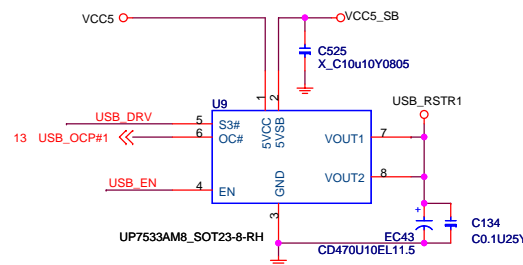 VCC5
VCC5_SB
C525
X_C10u10Y0805
U9
1
2
USB_RSTR1
USB_DRV
5
S3#
5VCC
5VSB
VOUT1
7
13
USB_OCP#1
6
OC#
VOUT2
8
USB_EN
4
EN
GND
3
UP7533AM8_SOT23-8-RH
+
EC43
CD470U10EL11.5
C134
C0.1U25Y